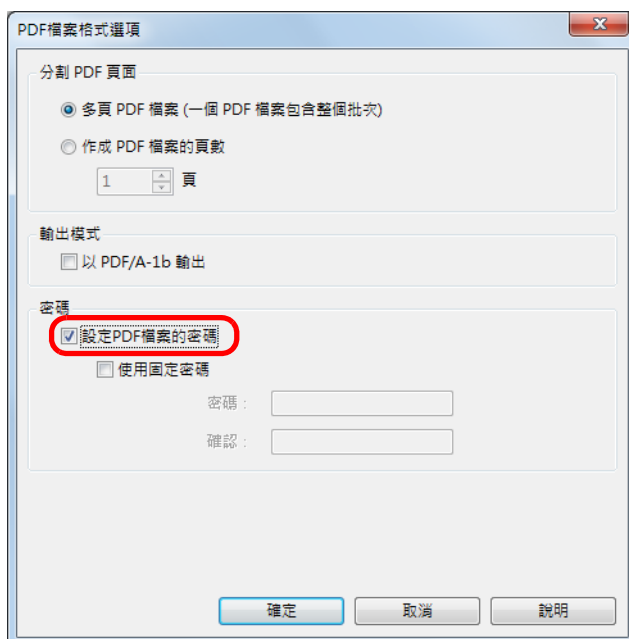 PDF檔案格式選項
分割 PDF 頁面
多頁 PDF 檔案 (一個 PDF 檔案包含整個批次)
作成 PDF 檔案的頁數
1 頁
輸出模式
以 PDF/A-1b 輸出
密碼
設定PDF檔案的密碼
使用固定密碼
密碼 :
確認 :
確定 取消 說明